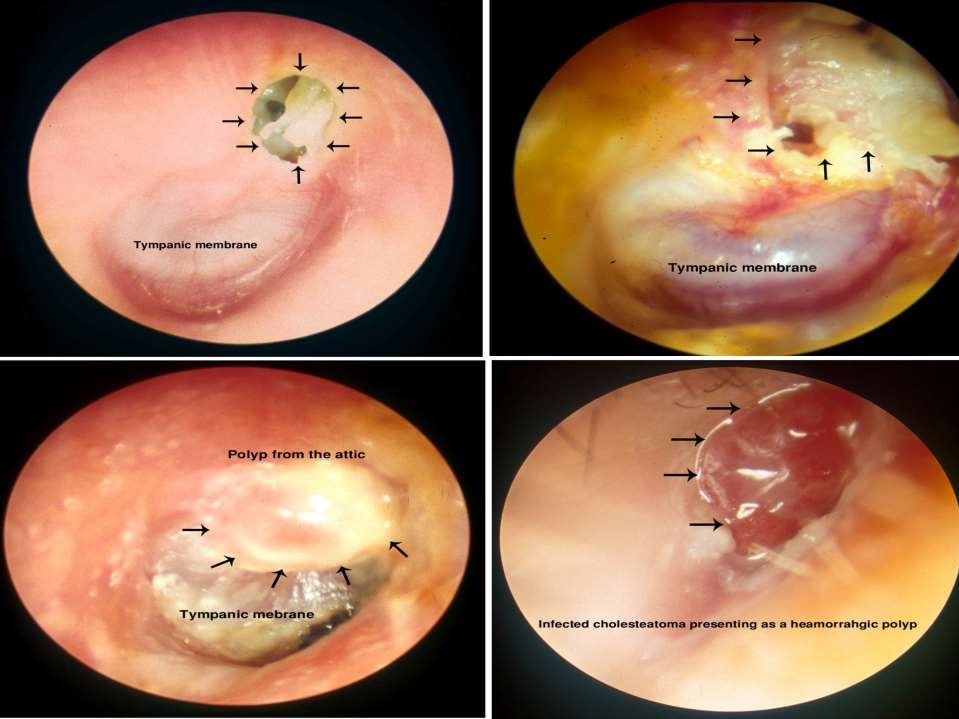 Tympanic membrane
Tympanic membrane
Polyp from the attic
Tympanic mebrane
Infected cholesteatoma presenting as a heamorrahgic polyp